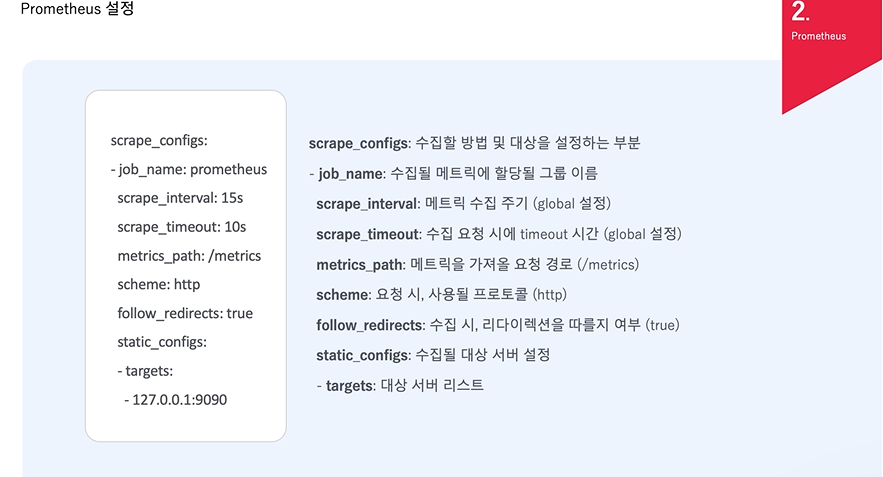 Prometheus 설정
2.
Prometheus
scrape_configs:
- job_name: prometheus
scrape_interval: 15s
scrape_timeout: 10s
metrics_path: /metrics
scheme: http
follow_redirects: true
static_configs:
- targets:
- 127.0.0.1:9090
scrape_configs: 수집할 방법 및 대상을 설정하는 부분
- job_name: 수집될 메트릭에 할당될 그룹 이름
scrape_interval: 메트릭 수집 주기 (global 설정)
scrape_timeout: 수집 요청 시에 timeout 시간 (global 설정)
metrics_path: 메트릭을 가져올 요청 경로 (/metrics)
scheme: 요청 시, 사용될 프로토콜 (http)
follow_redirects: 수집 시, 리다이렉션을 따를지 여부 (true)
static_configs: 수집될 대상 서버 설정
- targets: 대상 서버 리스트